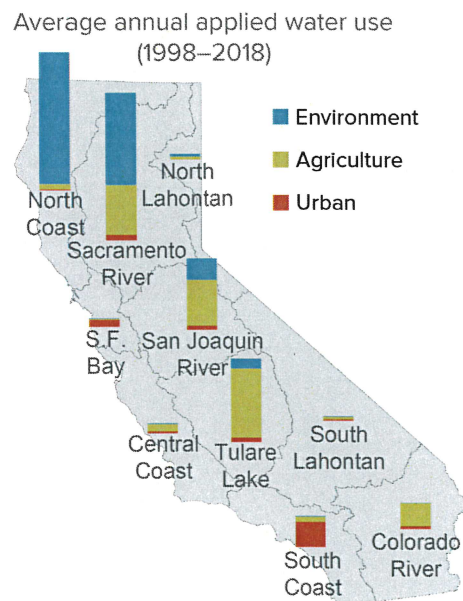 Average annual applied water use
(1998–2018)
Environment
Agriculture
Urban
North
Coast
Sacramento
River
North
Lahontan
S.F.
Bay
San Joaquin
River
Central
Coast
Tulare
Lake
South
Lahontan
South
Coast
Colorado
River